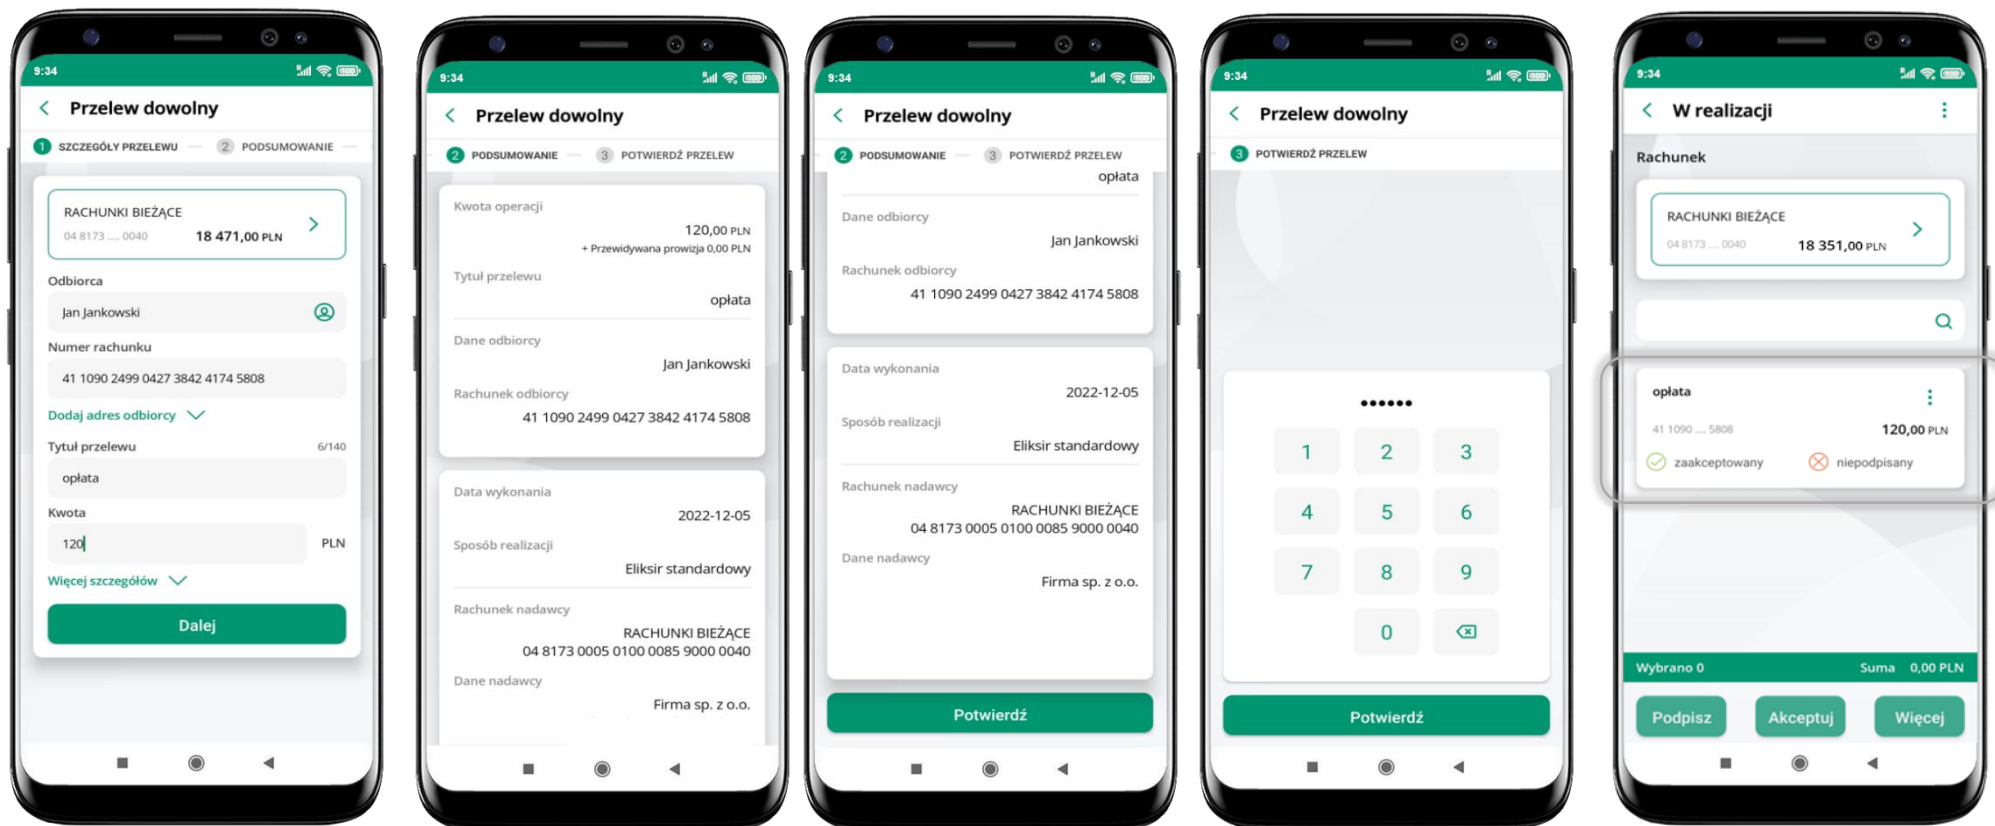 9:34
Przelew dowolny
1 SZCZEGÓŁY PRZELEWU 2 PODSUMOWANIE
RACHUNKI BIEŻĄCE
04 8173 .... 0040 18 471,00 PLN
Odbiorca
Jan Jankowski
Numer rachunku
41 1090 2499 0427 3842 4174 5808
Dodaj adres odbiorcy
Tytuł przelewu 6/140
opłata
Kwota
120 PLN
Więcej szczegółów
Dalej
9:34
Przelew dowolny
2 PODSUMOWANIE 3 POTWIERDŹ PRZELEW
Kwota operacji
120,00 PLN
+ Przewidywana prowizja 0,00 PLN
Tytuł przelewu
opłata
Dane odbiorcy
Jan Jankowski
Rachunek odbiorcy
41 1090 2499 0427 3842 4174 5808
Data wykonania
2022-12-05
Sposób realizacji
Eliksir standardowy
Rachunek nadawcy
RACHUNKI BIEŻĄCE
04 8173 0005 0100 0085 9000 0040
Dane nadawcy
Firma sp. z o.o.
9:34
Przelew dowolny
2 PODSUMOWANIE 3 POTWIERDŹ PRZELEW
opłata
Dane odbiorcy
Jan Jankowski
Rachunek odbiorcy
41 1090 2499 0427 3842 4174 5808
Data wykonania
2022-12-05
Sposób realizacji
Eliksir standardowy
Rachunek nadawcy
RACHUNKI BIEŻĄCE
04 8173 0005 0100 0085 9000 0040
Dane nadawcy
Firma sp. z o.o.
Potwierdź
9:34
Przelew dowolny
3 POTWIERDŹ PRZELEW
••••••
1 2 3
4 5 6
7 8 9
0
Potwierdź
9:34
W realizacji
Rachunek
RACHUNKI BIEŻĄCE
04 8173 .... 0040 18 351,00 PLN
opłata
41 1090 .... 5808 120,00 PLN
zaakceptowany niepodpisany
Wybrano 0 Suma 0,00 PLN
Podpisz Akceptuj Więcej